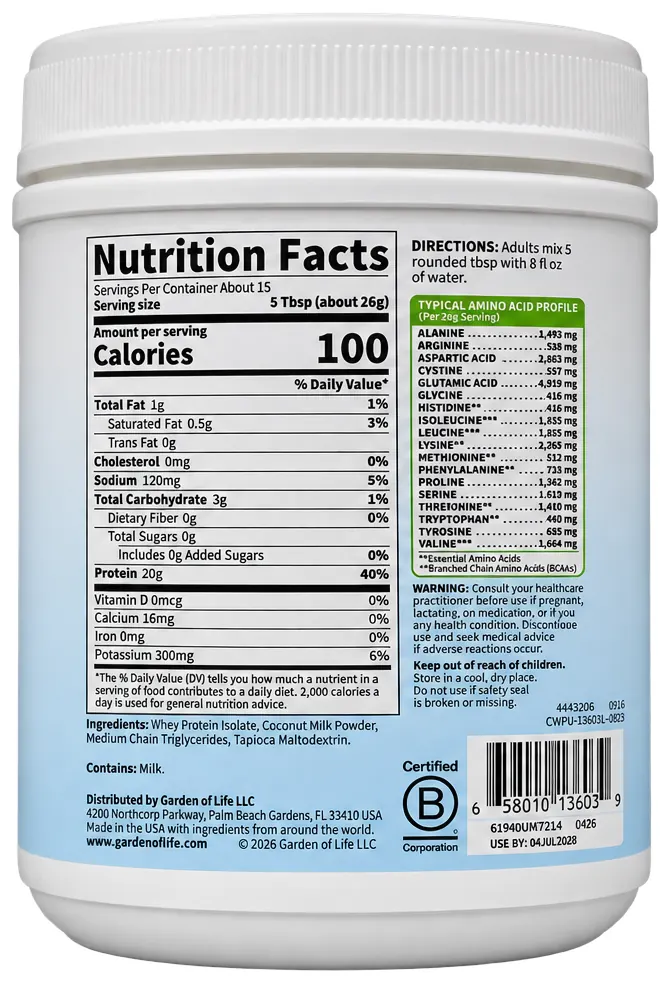 Nutrition Facts
Servings Per Container About 15
Serving size 5 Tbsp (about 26g)
Amount per serving
Calories 100
% Daily Value*
Total Fat 1g 1%
Saturated Fat 0.5g 3%
Trans Fat 0g
Cholesterol 0mg 0%
Sodium 120mg 5%
Total Carbohydrate 3g 1%
Dietary Fiber 0g 0%
Total Sugars 0g
Includes 0g Added Sugars 0%
Protein 20g 40%
Vitamin D 0mcg 0%
Calcium 16mg 0%
Iron 0mg 0%
Potassium 300mg 6%
*The % Daily Value (DV) tells you how much a nutrient in a
serving of food contributes to a daily diet. 2,000 calories a
day is used for general nutrition advice.
Ingredients: Whey Protein Isolate, Coconut Milk Powder,
Medium Chain Triglycerides, Tapioca Maltodextrin.
Contains: Milk.
Distributed by Garden of Life LLC
4200 Northcorp Parkway, Palm Beach Gardens, FL 33410 USA
Made in the USA with ingredients from around the world.
www.gardenoflife.com © 2026 Garden of Life LLC
DIRECTIONS: Adults mix 5
rounded tbsp with 8 fl oz
of water.
TYPICAL AMINO ACID PROFILE
(Per 20g Serving)
ALANINE 1,493 mg
ARGININE 538 mg
ASPARTIC ACID 2,863 mg
CYSTINE 557 mg
GLUTAMIC ACID 4,919 mg
GLYCINE 416 mg
HISTIDINE** 416 mg
ISOLEUCINE*** 1,855 mg
LEUCINE*** 1,855 mg
LYSINE** 2,265 mg
METHIONINE** 512 mg
PHENYLALANINE** 733 mg
PROLINE 1,362 mg
SERINE 1.613 mg
THREIONINE** 1,410 mg
TRYPTOPHAN** 440 mg
TYROSINE 685 mg
VALINE*** 1,664 mg
**Essential Amino Acids
**Branched Chain Amino Acids (BCAAs)
WARNING: Consult your healthcare
practitioner before use if pregnant,
lactating, on medication, or if you
any health condition. Discontinue
use and seek medical advice
if adverse reactions occur.
Keep out of reach of children.
Store in a cool, dry place.
Do not use if safety seal
is broken or missing.
4443206 0916
CWPU-13603L-0823
Certified
B
Corporation
6 58010 13603 9
61940UM7214 0426
USE BY: 04JUL2028